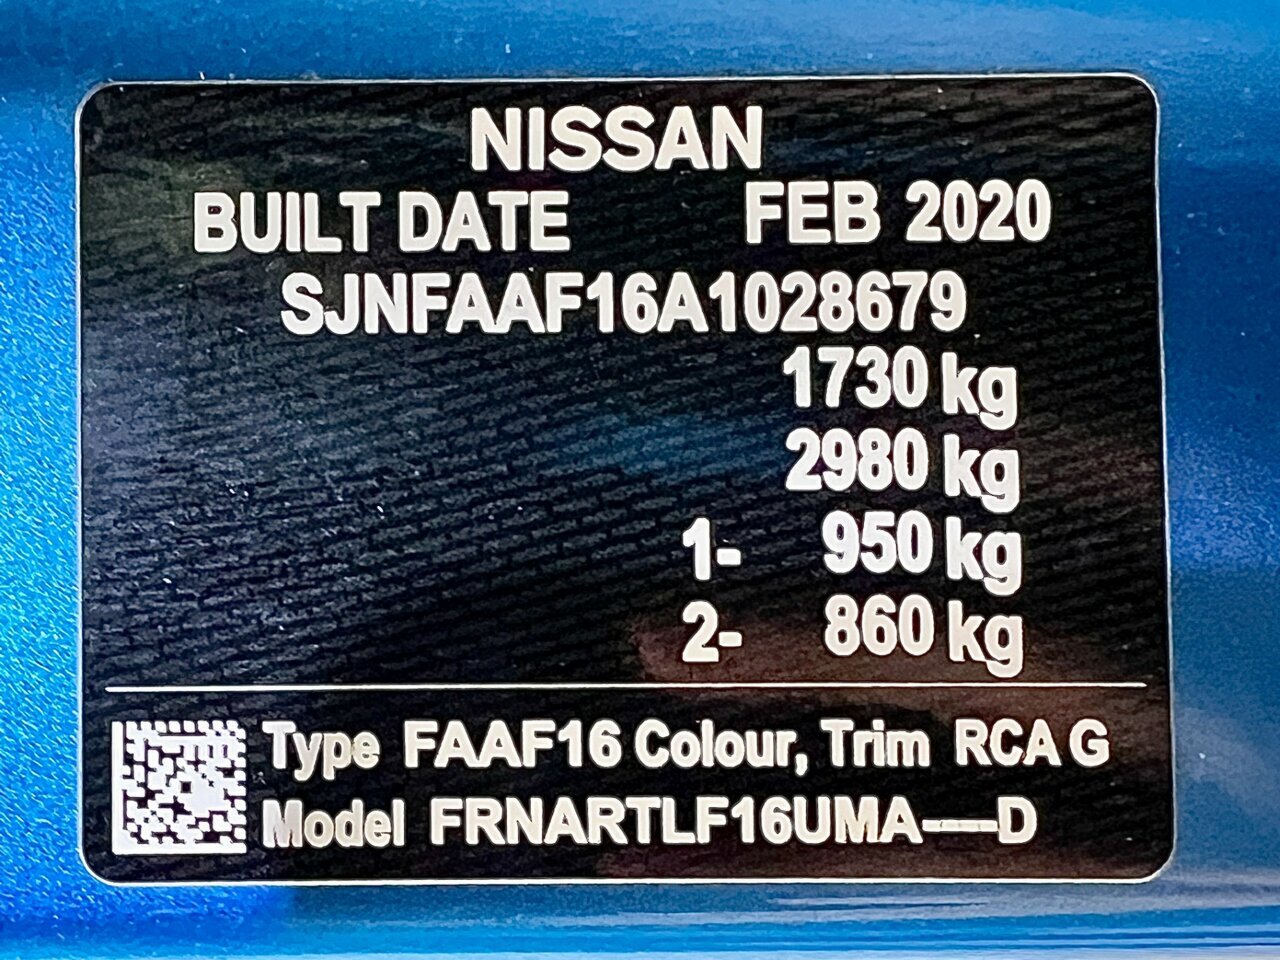 NISSAN
BUILT DATE FEB 2020
SJNFAAF16A1028679
1730 kg
2980 kg
1- 950 kg
2- 860 kg
Type FAAF16 Colour, Trim RCA G
Model FRNARTLF16UMA----D